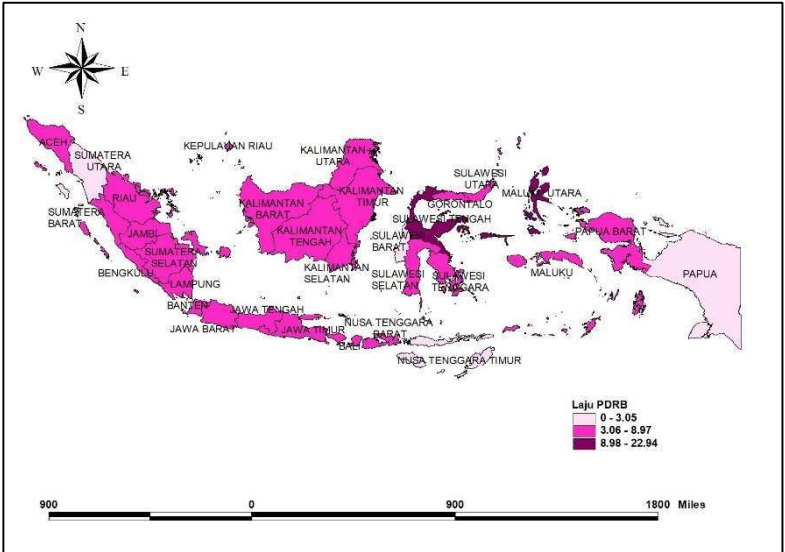 N
W E
S
ACEH
SUMATERA
UTARA
KEPULAUAN RIAU
KALIMANTAN
UTARA
SULAWESI
UTARA
MALUKU UTARA
RIAU
KALIMANTAN
BARAT
KALIMANTAN
TIMUR
GORONTALO
SUMATERA
BARAT
SULAWESI TENGAH
JAMBI
KALIMANTAN
TENGAH
SULAWESI
BARAT
PAPUA BARAT
SUMATERA
SELATAN
BENGKULU
KALIMANTAN
SELATAN
SULAWESI
SELATAN
SULAWESI
TENGGARA
MALUKU
PAPUA
LAMPUNG
BANTEN
JAWA TENGAH
JAWA BARAT
JAWA TIMUR
NUSA TENGGARA
BARAT
BALI
NUSA TENGGARA TIMUR
Laju PDRB
0 - 3.05
3.06 - 8.97
8.98 - 22.94
900 0 900 1800 Miles